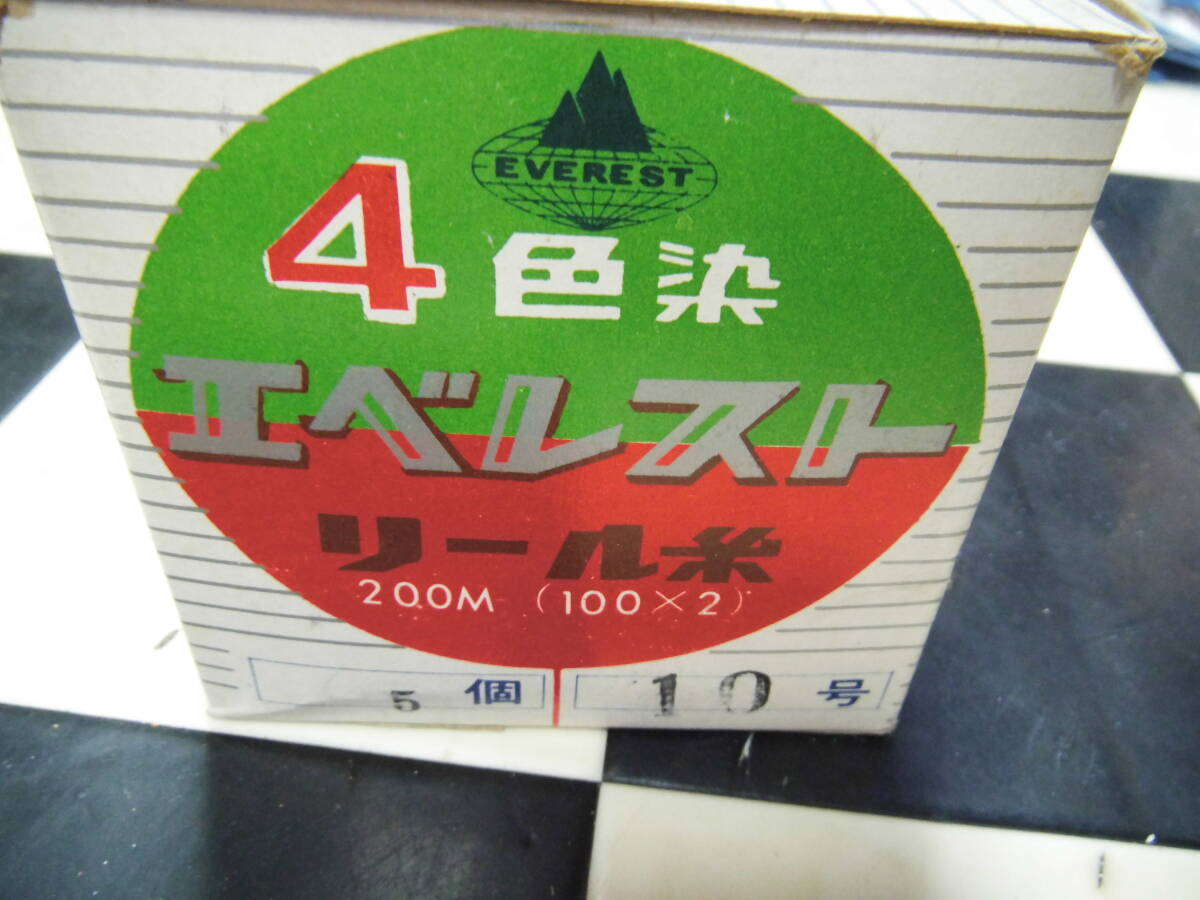 EVEREST
4色染
エベレスト
リール糸
200M (100×2)
5個 10号